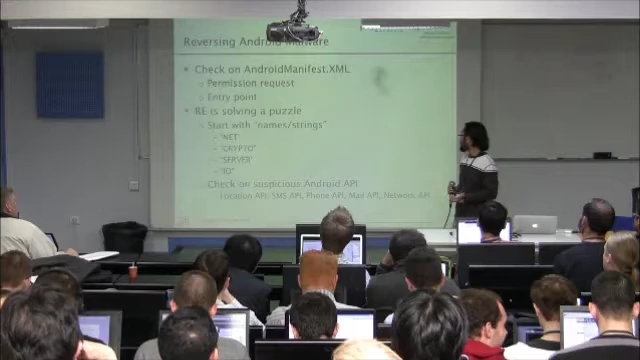 Reversing Android Malware
Check on AndroidManifest.XML
Permission request
Entry point
RE is solving a puzzle
Start with "names/strings"
"NET"
"CRYPTO"
"SERVER"
"IO"
Check on suspicious Android API
Location API, SMS API, Phone API, Mail API, Network API